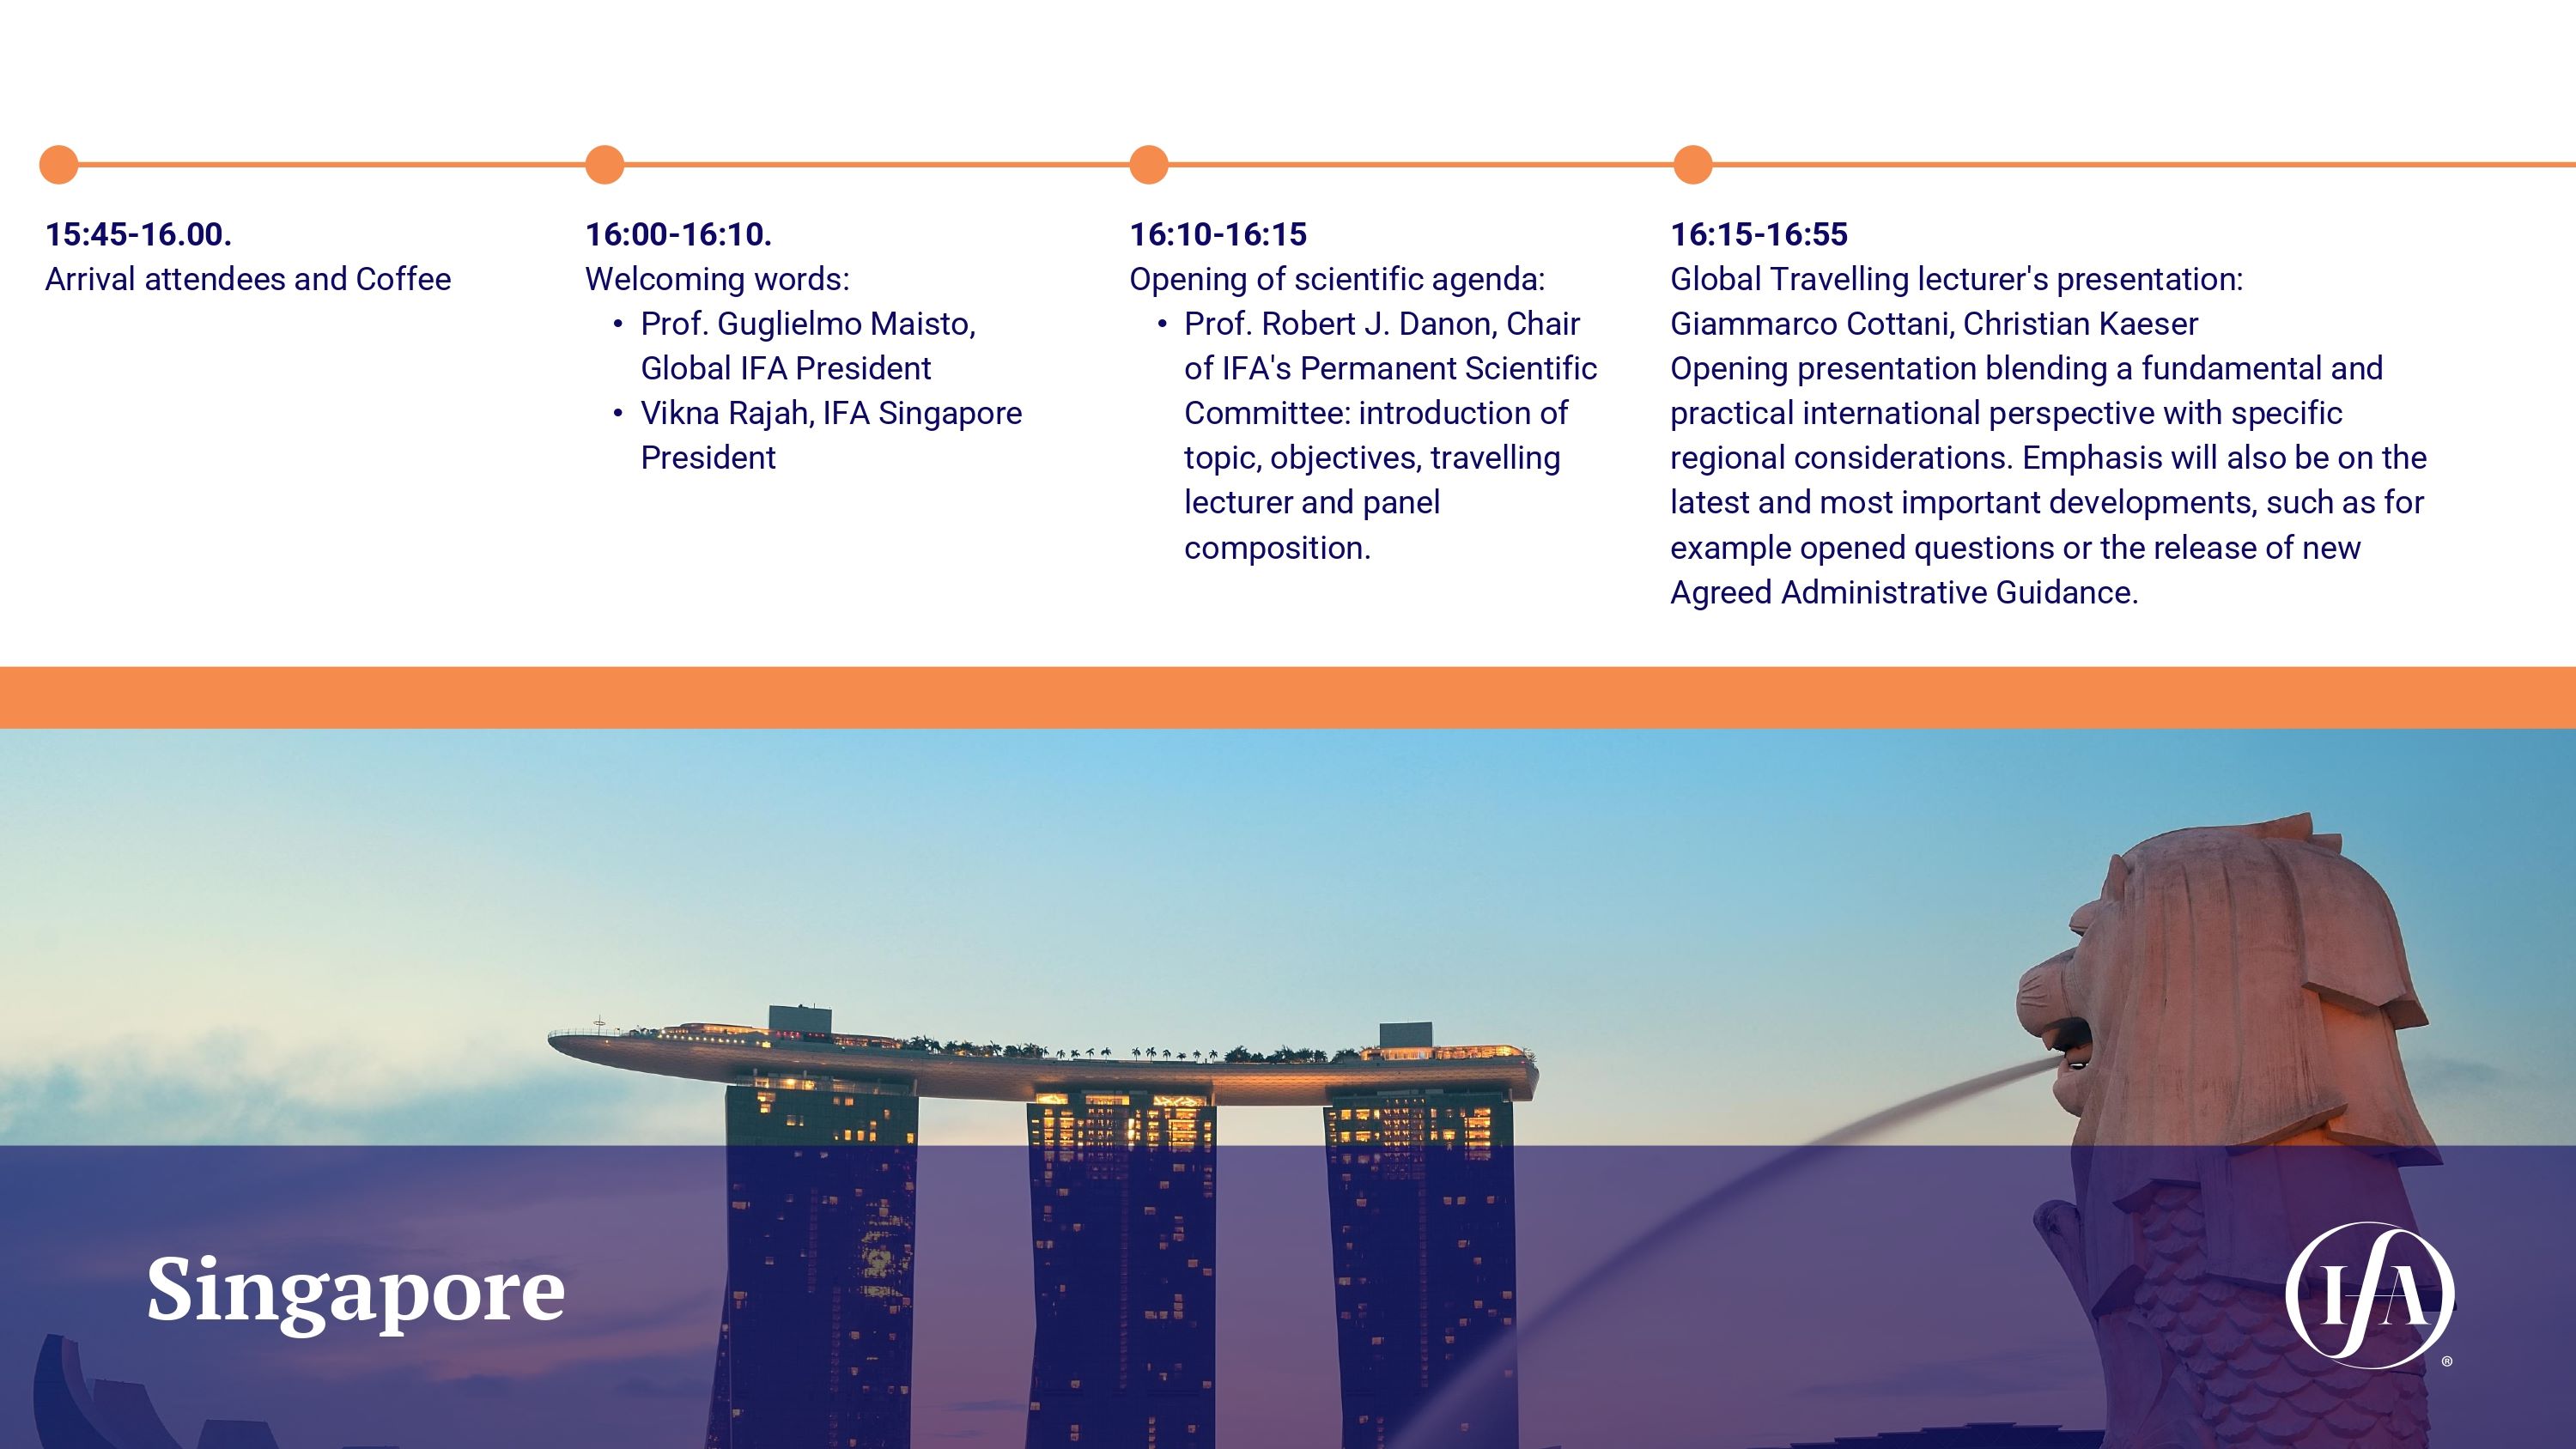 15:45-16.00.
Arrival attendees and Coffee
16:00-16:10.
Welcoming words:
• Prof. Guglielmo Maisto,
Global IFA President
• Vikna Rajah, IFA Singapore
President
16:10-16:15
Opening of scientific agenda:
• Prof. Robert J. Danon, Chair
of IFA's Permanent Scientific
Committee: introduction of
topic, objectives, travelling
lecturer and panel
composition.
16:15-16:55
Global Travelling lecturer's presentation:
Giammarco Cottani, Christian Kaeser
Opening presentation blending a fundamental and
practical international perspective with specific
regional considerations. Emphasis will also be on the
latest and most important developments, such as for
example opened questions or the release of new
Agreed Administrative Guidance.
Singapore
IFA
®